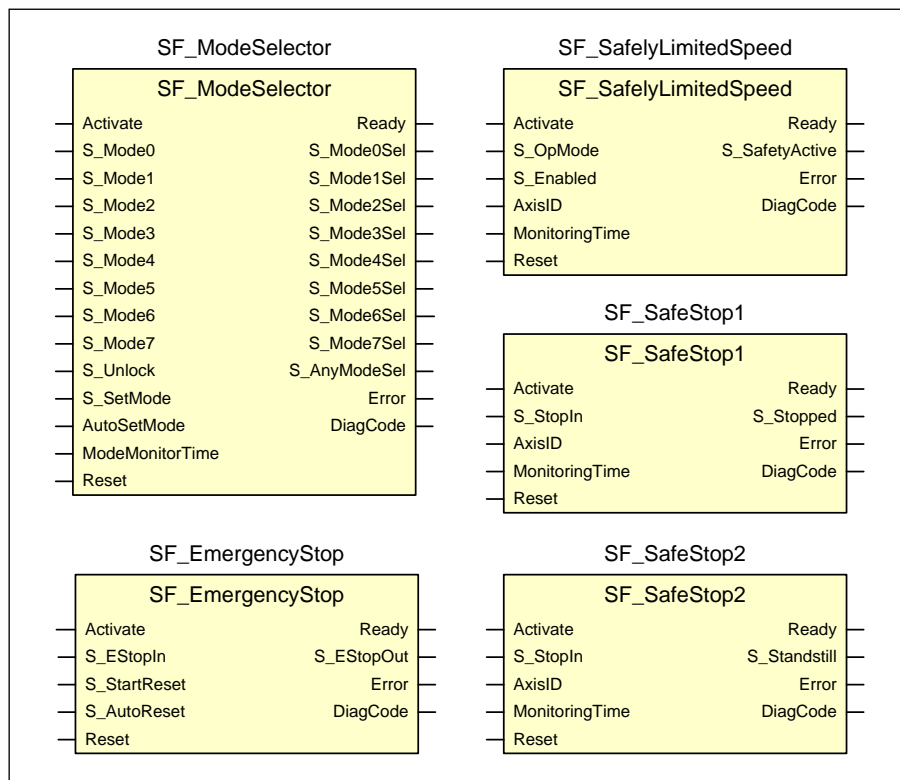 SF_ModeSelector
SF_ModeSelector
Activate Ready
S_Mode0 S_Mode0Sel
S_Mode1 S_Mode1Sel
S_Mode2 S_Mode2Sel
S_Mode3 S_Mode3Sel
S_Mode4 S_Mode4Sel
S_Mode5 S_Mode5Sel
S_Mode6 S_Mode6Sel
S_Mode7 S_Mode7Sel
S_Unlock S_AnyModeSel
S_SetMode Error
AutoSetMode DiagCode
ModeMonitorTime
Reset
SF_SafelyLimitedSpeed
SF_SafelyLimitedSpeed
Activate Ready
S_OpMode S_SafetyActive
S_Enabled Error
AxisID DiagCode
MonitoringTime
Reset
SF_SafeStop1
SF_SafeStop1
Activate Ready
S_StopIn S_Stopped
AxisID Error
MonitoringTime DiagCode
Reset
SF_EmergencyStop
SF_EmergencyStop
Activate Ready
S_EStopIn S_EStopOut
S_StartReset Error
S_AutoReset DiagCode
Reset
SF_SafeStop2
SF_SafeStop2
Activate Ready
S_StopIn S_Standstill
AxisID Error
MonitoringTime DiagCode
Reset